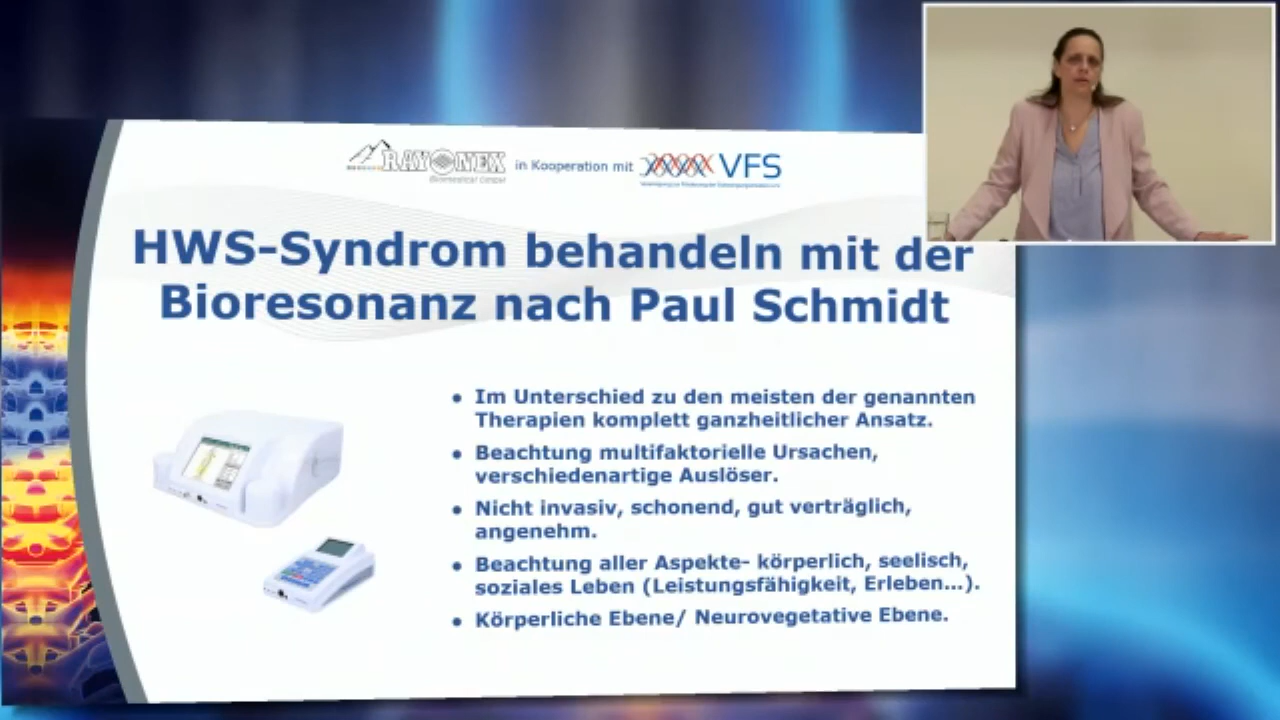 RAYONEX
Biomedical GmbH
in Kooperation mit
VFS
HWS-Syndrom behandeln mit der
Bioresonanz nach Paul Schmidt
• Im Unterschied zu den meisten der genannten
Therapien komplett ganzheitlicher Ansatz.
• Beachtung multifaktorielle Ursachen,
verschiedenartige Auslöser.
• Nicht invasiv, schonend, gut verträglich,
angenehm.
• Beachtung aller Aspekte- körperlich, seelisch,
soziales Leben (Leistungsfähigkeit, Erleben...).
• Körperliche Ebene/ Neurovegetative Ebene.